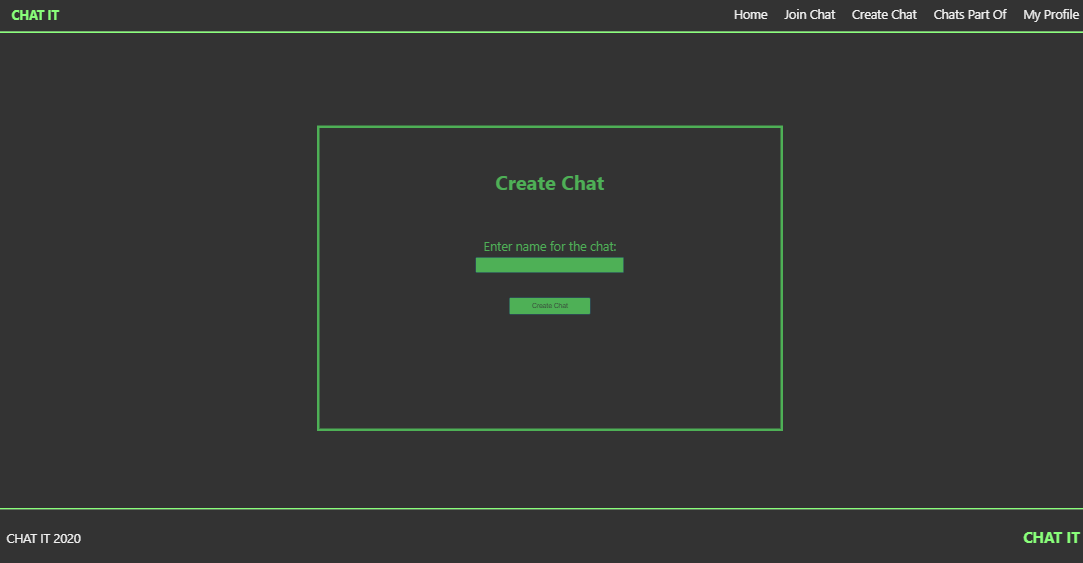 CHAT IT
Home Join Chat Create Chat Chats Part Of My Profile
Create Chat
Enter name for the chat:
Create Chat
CHAT IT 2020
CHAT IT